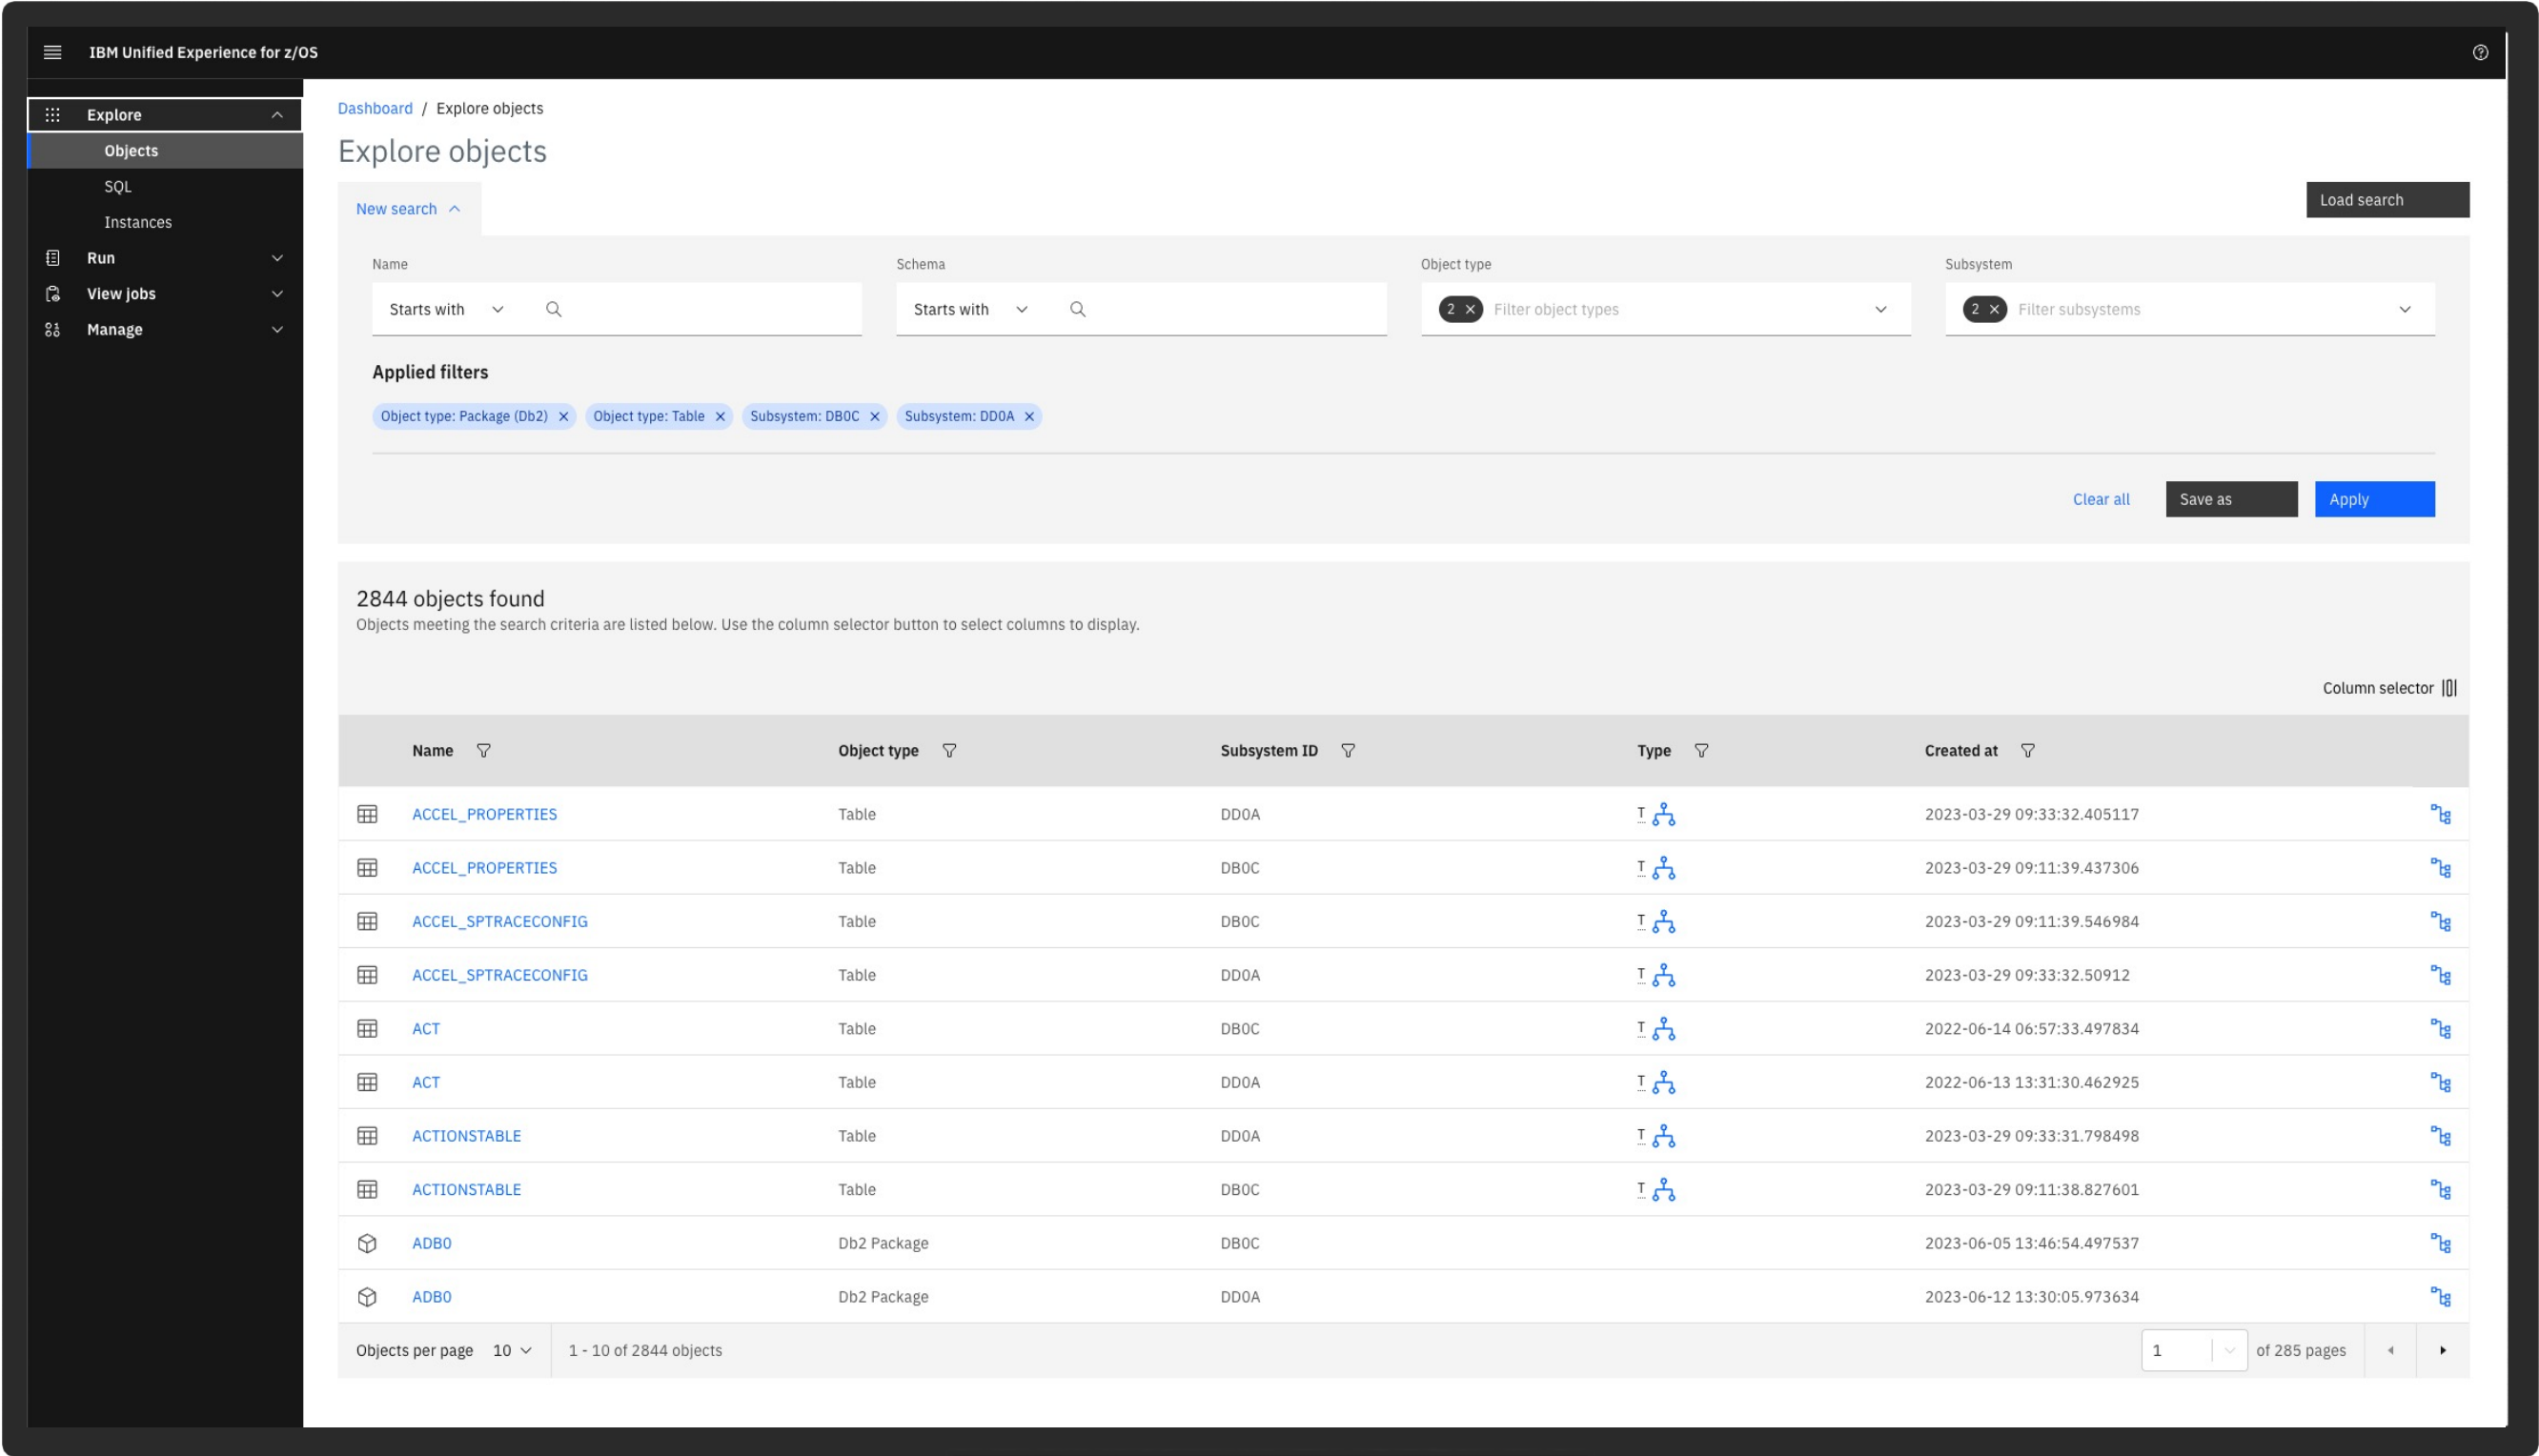 IBM Unified Experience for z/OS
Explore
Objects
SQL
Instances
Run
View jobs
Manage
Dashboard / Explore objects
Explore objects
New search
Load search
Name Schema Object type Subsystem
Starts with Starts with 2 Filter object types 2 Filter subsystems
Applied filters
Object type: Package (Db2) Object type: Table Subsystem: DB0C Subsystem: DD0A
Clear all Save as Apply
2844 objects found
Objects meeting the search criteria are listed below. Use the column selector button to select columns to display.
Column selector
Name Object type Subsystem ID Type Created at
ACCEL_PROPERTIES Table DD0A T 2023-03-29 09:33:32.405117
ACCEL_PROPERTIES Table DB0C T 2023-03-29 09:11:39.437306
ACCEL_SPTRACECONFIG Table DB0C T 2023-03-29 09:11:39.546984
ACCEL_SPTRACECONFIG Table DD0A T 2023-03-29 09:33:32.50912
ACT Table DB0C T 2022-06-14 06:57:33.497834
ACT Table DD0A T 2022-06-13 13:31:30.462925
ACTIONSTABLE Table DD0A T 2023-03-29 09:33:31.798498
ACTIONSTABLE Table DB0C T 2023-03-29 09:11:38.827601
ADB0 Db2 Package DB0C 2023-06-05 13:46:54.497537
ADB0 Db2 Package DD0A 2023-06-12 13:30:05.973634
Objects per page 10 1 - 10 of 2844 objects 1 of 285 pages